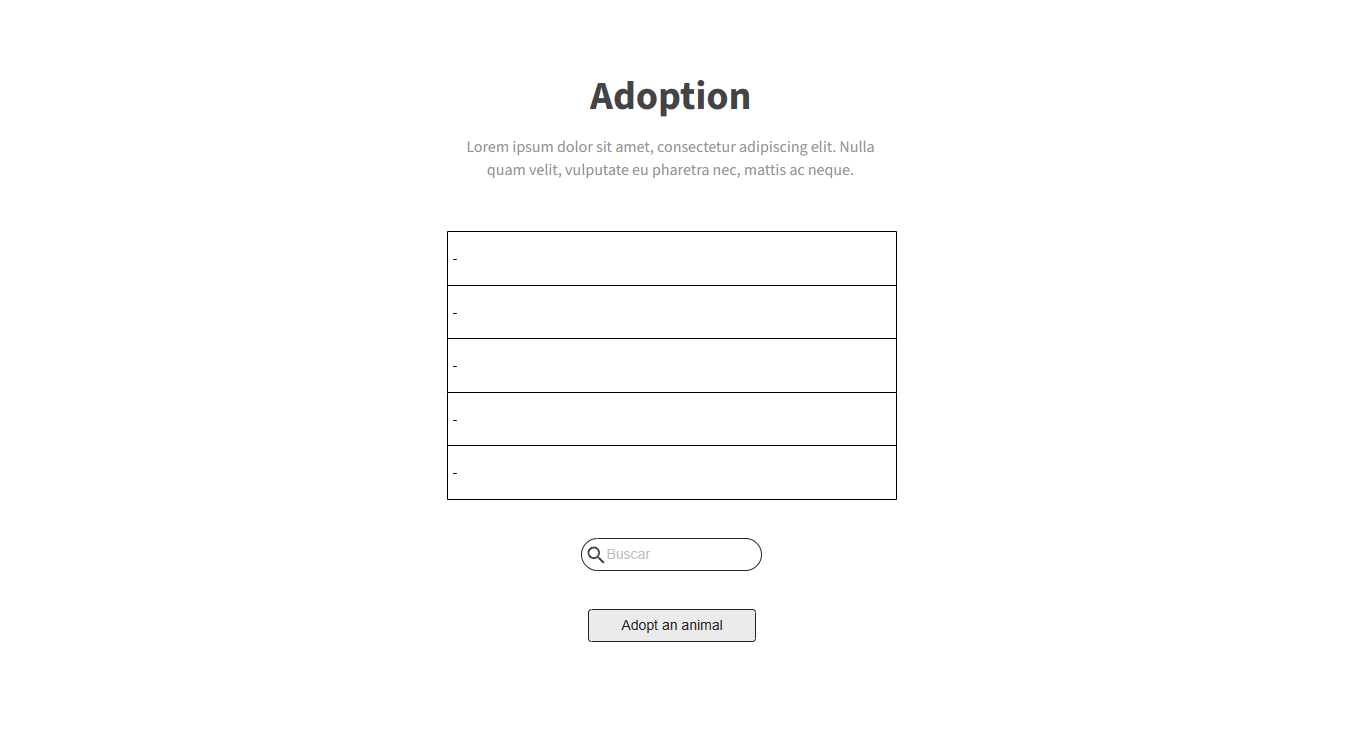 Adoption
Lorem ipsum dolor sit amet, consectetur adipiscing elit. Nulla
quam velit, vulputate eu pharetra nec, mattis ac neque.
-
-
-
-
-
Buscar
Adopt an animal